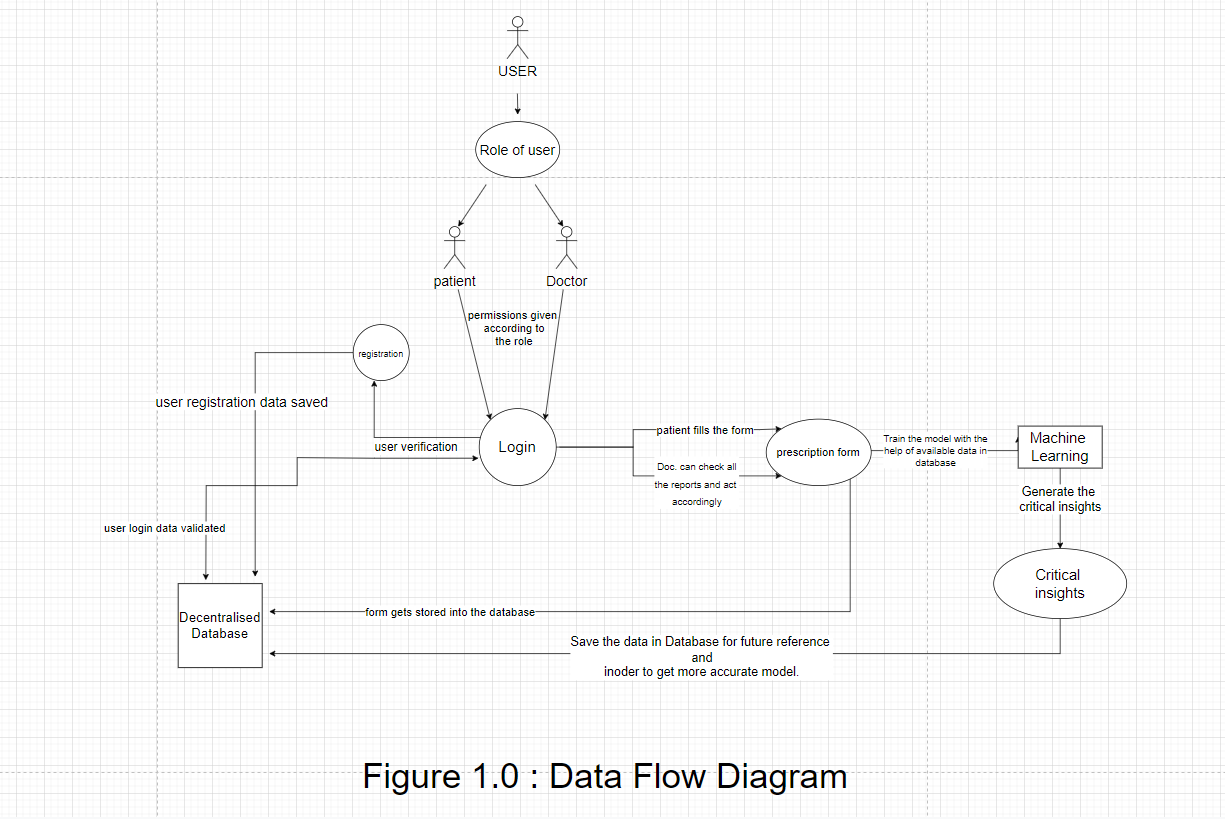 USER
Role of user
patient
Doctor
permissions given
according to
the role
registration
user registration data saved
user verification
Login
patient fills the form
Doc. can check all
the reports and act
accordingly
prescription form
Train the model with the
help of available data in
database
Machine
Learning
Generate the
critical insights
user login data validated
Critical
insights
Decentralised
Database
form gets stored into the database
Save the data in Database for future reference
and
inoder to get more accurate model.
Figure 1.0 : Data Flow Diagram